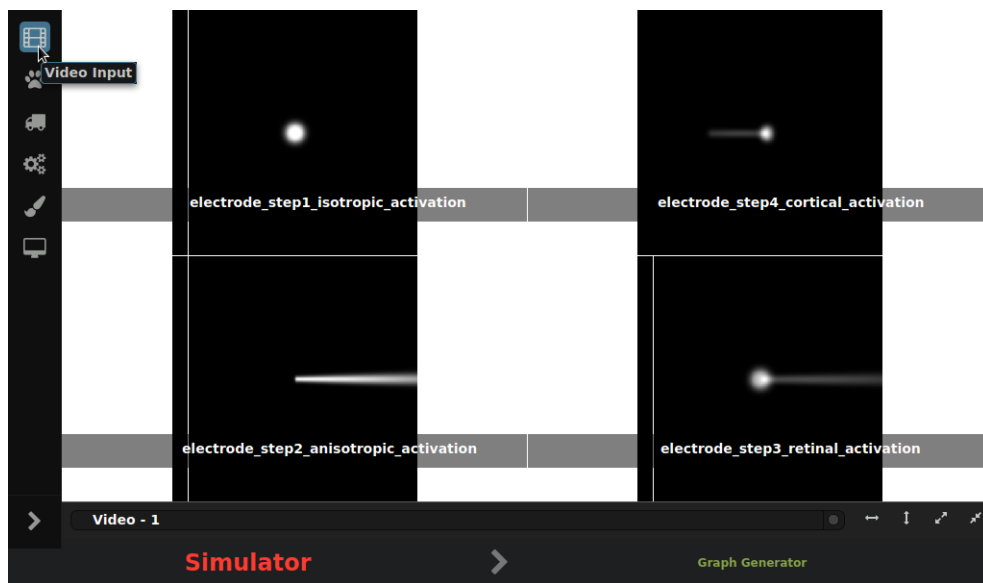 Video Input
electrode_step1_isotropic_activation
electrode_step4_cortical_activation
electrode_step2_anisotropic_activation
electrode_step3_retinal_activation
Video - 1
Simulator
Graph Generator